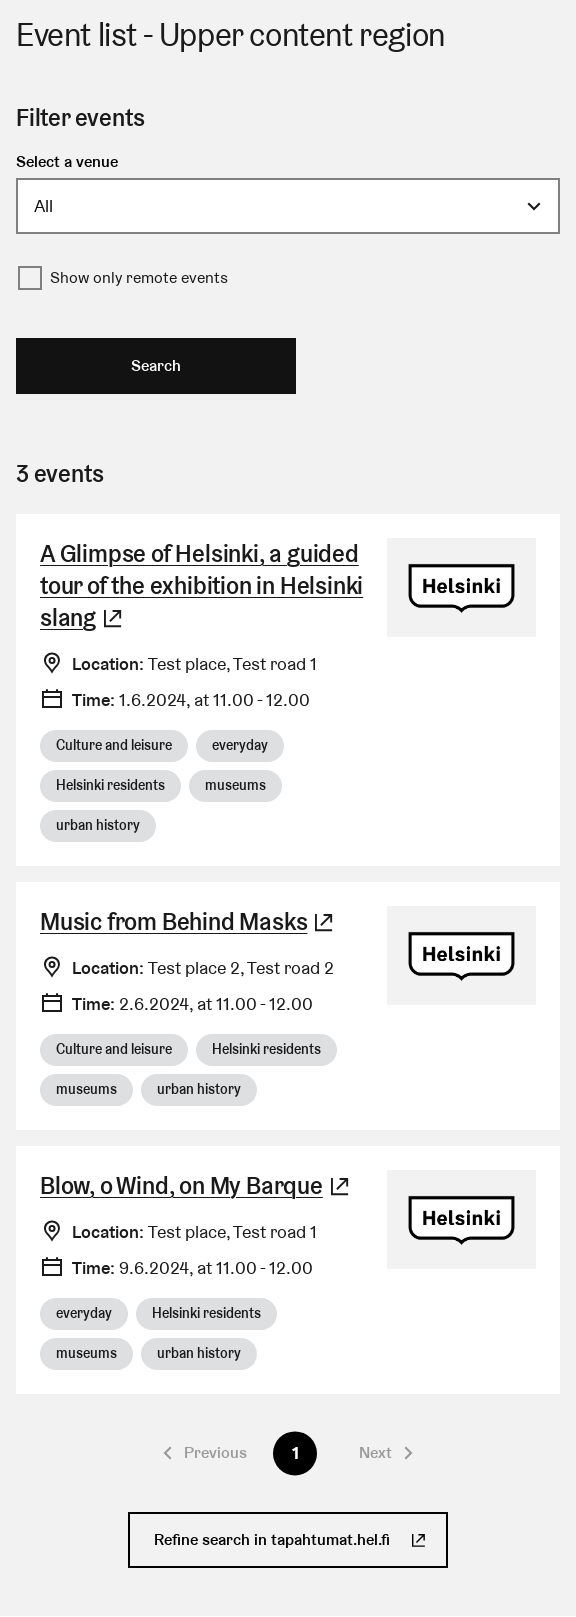 Event list - Upper content region
Filter events
Select a venue
All
Show only remote events
Search
3 events
A Glimpse of Helsinki, a guided
tour of the exhibition in Helsinki
slang
Helsinki
Location: Test place, Test road 1
Time: 1.6.2024, at 11.00 - 12.00
Culture and leisure everyday
Helsinki residents museums
urban history
Music from Behind Masks
Helsinki
Location: Test place 2, Test road 2
Time: 2.6.2024, at 11.00 - 12.00
Culture and leisure Helsinki residents
museums urban history
Blow, o Wind, on My Barque
Helsinki
Location: Test place, Test road 1
Time: 9.6.2024, at 11.00 - 12.00
everyday Helsinki residents
museums urban history
Previous 1 Next
Refine search in tapahtumat.hel.fi